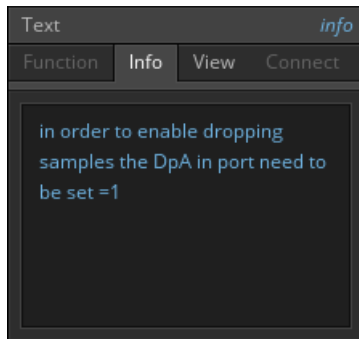 Text info
Function Info View Connect
in order to enable dropping
samples the DpA in port need to
be set =1